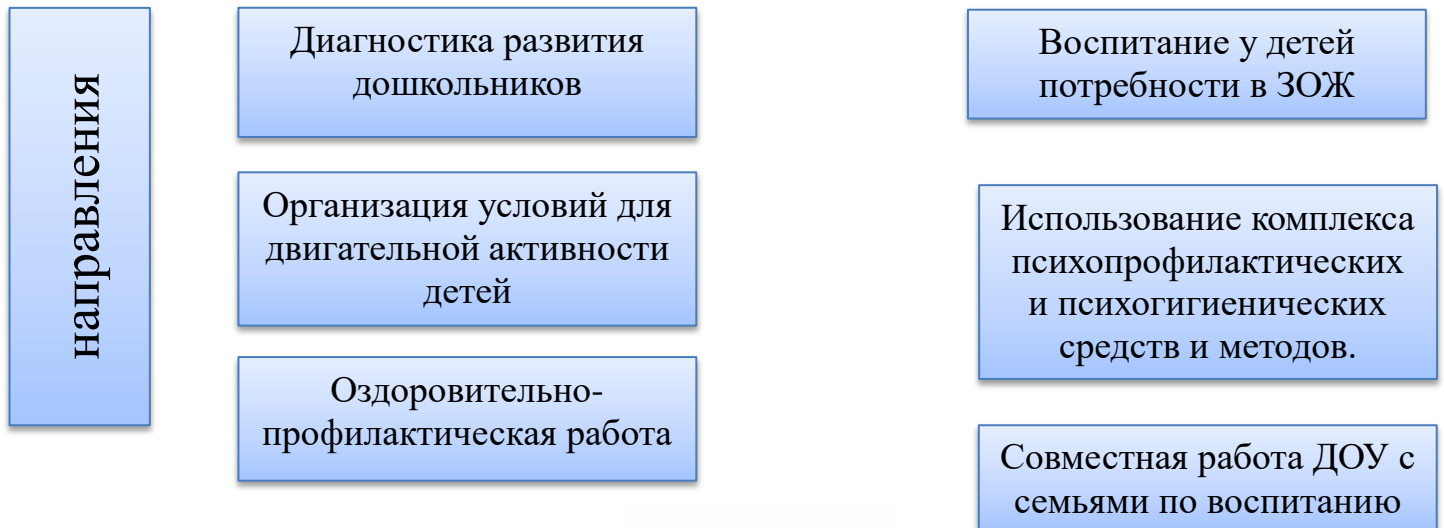 направления
Диагностика развития
дошкольников
Организация условий для
двигательной активности
детей
Оздоровительно-
профилактическая работа
Воспитание у детей
потребности в ЗОЖ
Использование комплекса
психопрофилактических
и психогигиенических
средств и методов.
Совместная работа ДОУ с
семьями по воспитанию